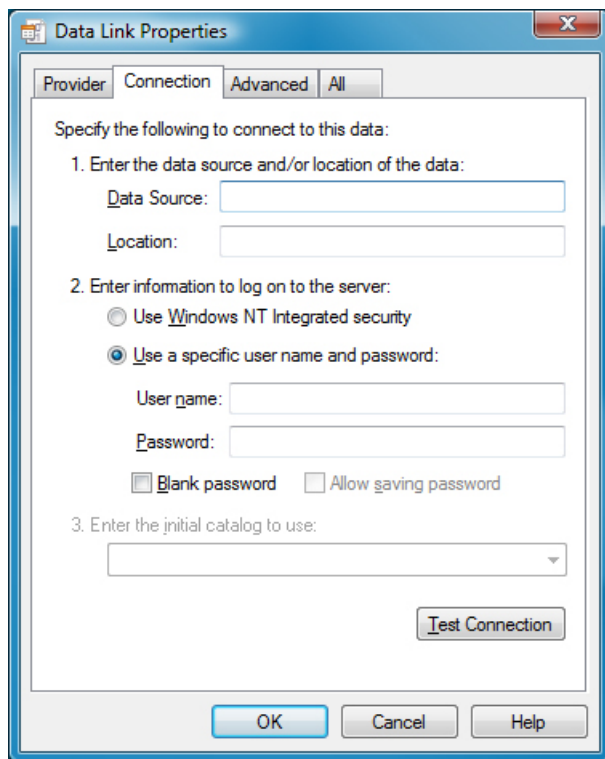 Data Link Properties
Provider Connection Advanced All
Specify the following to connect to this data:
1. Enter the data source and/or location of the data:
Data Source:
Location:
2. Enter information to log on to the server:
Use Windows NT Integrated security
Use a specific user name and password:
User name:
Password:
Blank password Allow saving password
3. Enter the initial catalog to use:
Test Connection
OK Cancel Help